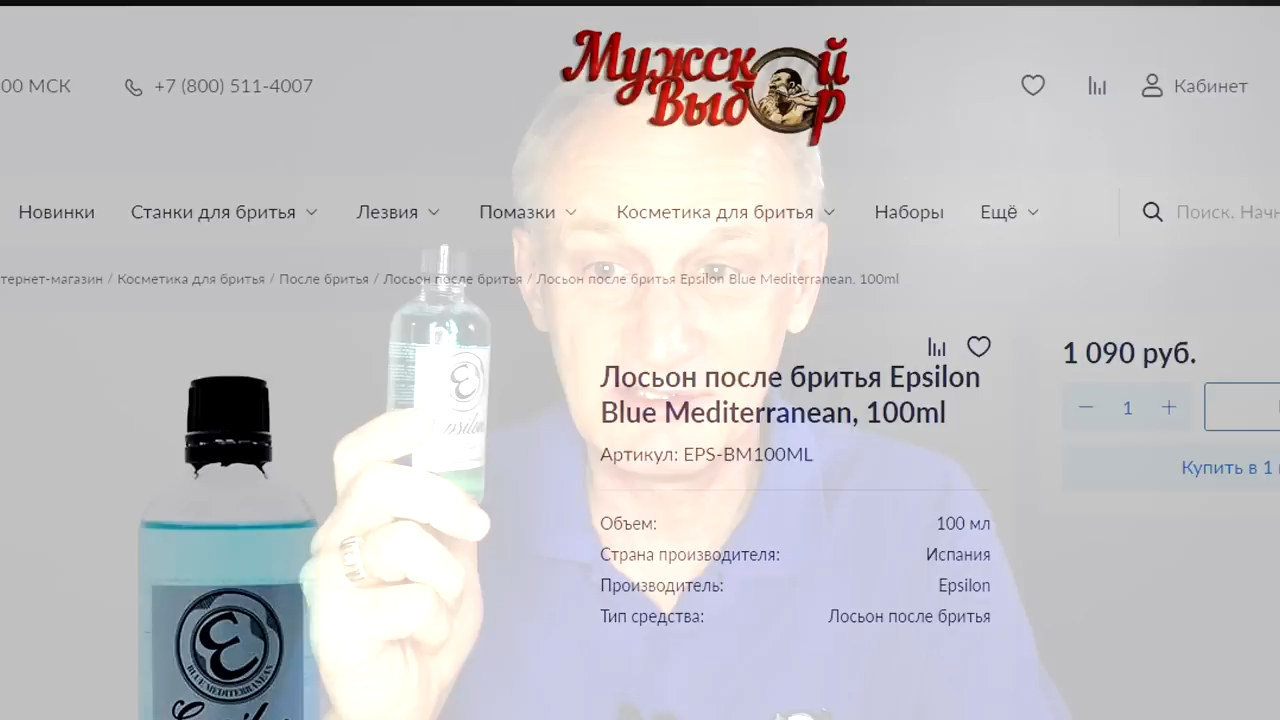 00 МСК
+7 (800) 511-4007
Мужской
Выбор
Кабинет
Новинки
Станки для бритья
Лезвия
Помазки
Косметика для бритья
Наборы
Ещё
Поиск. Начн
тернет-магазин / Косметика для бритья / После бритья / Лосьон после бритья / Лосьон после бритья Epsilon Blue Mediterranean, 100ml
Лосьон после бритья Epsilon
Blue Mediterranean, 100ml
Артикул: EPS-BM100ML
1 090 руб.
1
Купить в 1
Объем: 100 мл
Страна производителя: Испания
Производитель: Epsilon
Тип средства: Лосьон после бритья
BLUE MEDITERRANEAN